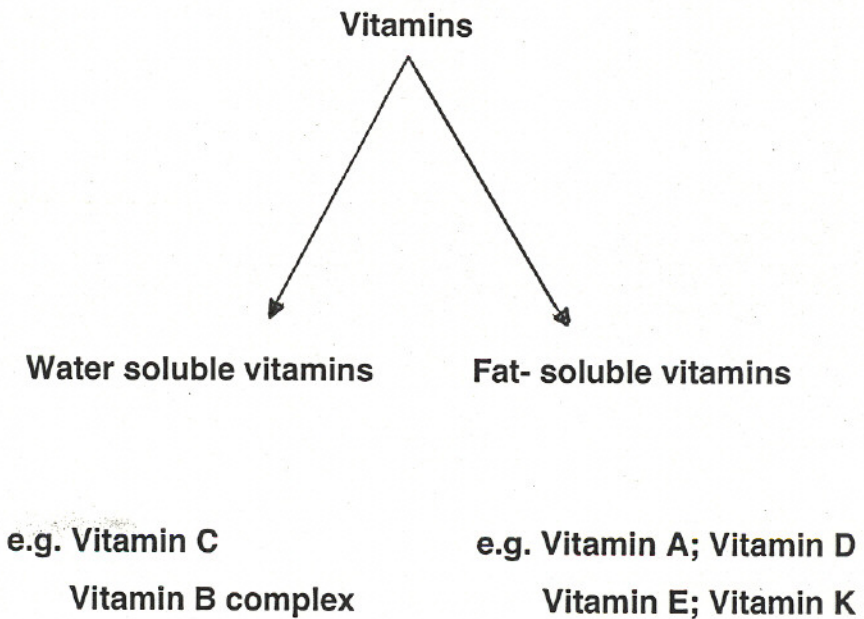 Vitamins
Water soluble vitamins
Fat- soluble vitamins
e.g. Vitamin C
Vitamin B complex
e.g. Vitamin A; Vitamin D
Vitamin E; Vitamin K